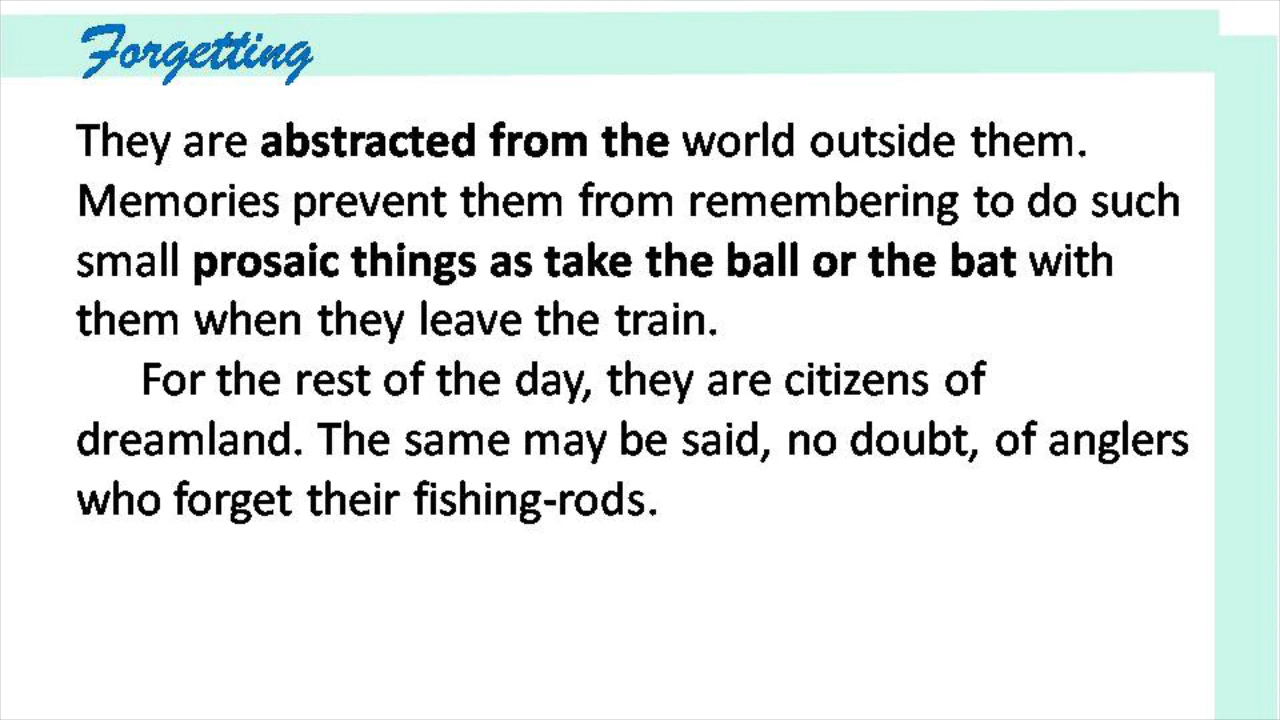 Forgetting
They are abstracted from the world outside them.
Memories prevent them from remembering to do such
small prosaic things as take the ball or the bat with
them when they leave the train.
For the rest of the day, they are citizens of
dreamland. The same may be said, no doubt, of anglers
who forget their fishing-rods.